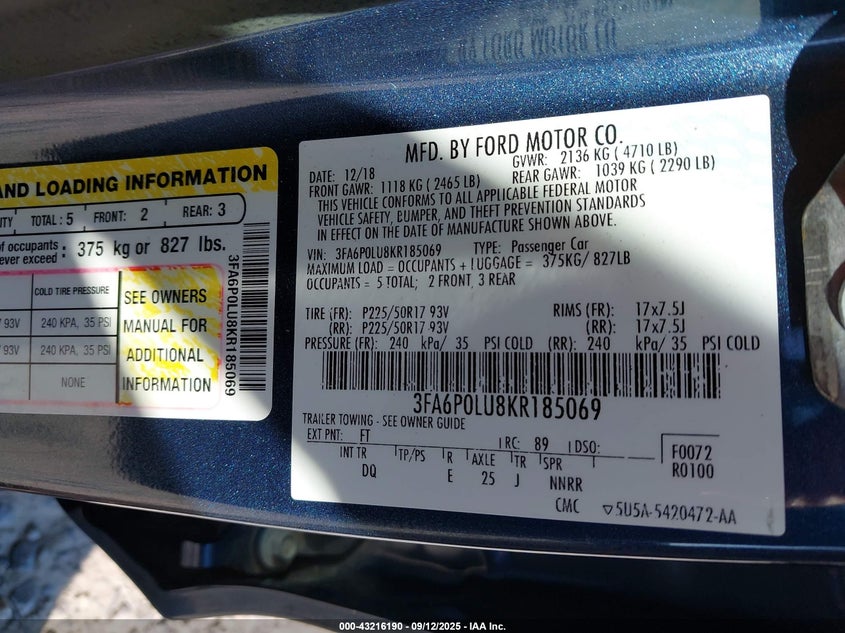 BY FORD MOTOR CO
AND LOADING INFORMATION
TOTAL : 5 FRONT: 2 REAR: 3
of occupants
ever exceed : 375 kg or 827 lbs.
COLD TIRE PRESSURE
93V 240 KPA, 35 PSI
93V 240 KPA, 35 PSI
NONE
SEE OWNERS
MANUAL FOR
ADDITIONAL
INFORMATION
3FA6P0LU8KR185069
MFD. BY FORD MOTOR CO.
DATE: 12/18 GVWR: 2136 KG ( 4710 LB)
FRONT GAWR: 1118 KG ( 2465 LB) REAR GAWR: 1039 KG ( 2290 LB)
THIS VEHICLE CONFORMS TO ALL APPLICABLE FEDERAL MOTOR
VEHICLE SAFETY, BUMPER, AND THEFT PREVENTION STANDARDS
IN EFFECT ON THE DATE OF MANUFACTURE SHOWN ABOVE.
VIN: 3FA6P0LU8KR185069 TYPE: Passenger Car
MAXIMUM LOAD = OCCUPANTS + LUGGAGE = 375KG/ 827LB
OCCUPANTS = 5 TOTAL; 2 FRONT, 3 REAR
TIRE (FR): P225/50R17 93V RIMS (FR): 17x7.5J
(RR): P225/50R17 93V (RR): 17x7.5J
PRESSURE (FR): 240 kPa/ 35 PSI COLD (RR): 240 kPa/ 35 PSI COLD
3FA6P0LU8KR185069
TRAILER TOWING - SEE OWNER GUIDE
EXT PNT: FT RC: 89 DSO: F0072
INT TR TP/PS R AXLE TR SPR R0100
DQ E 25 J NNRR
CMC 5U5A-5420472-AA
000-43216190 - 09/12/2025 - IAA Inc.